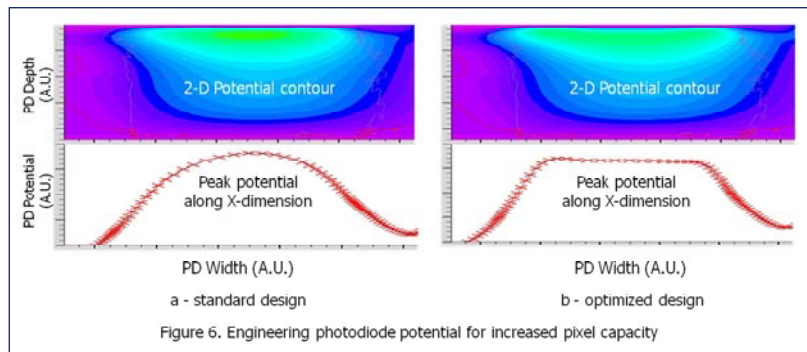 PD Depth
(A.U.)
2-D Potential contour
2-D Potential contour
PD Potential
(A.U.)
Peak potential
along X-dimension
Peak potential
along X-dimension
PD Width (A.U.)
PD Width (A.U.)
a - standard design
b - optimized design
Figure 6. Engineering photodiode potential for increased pixel capacity